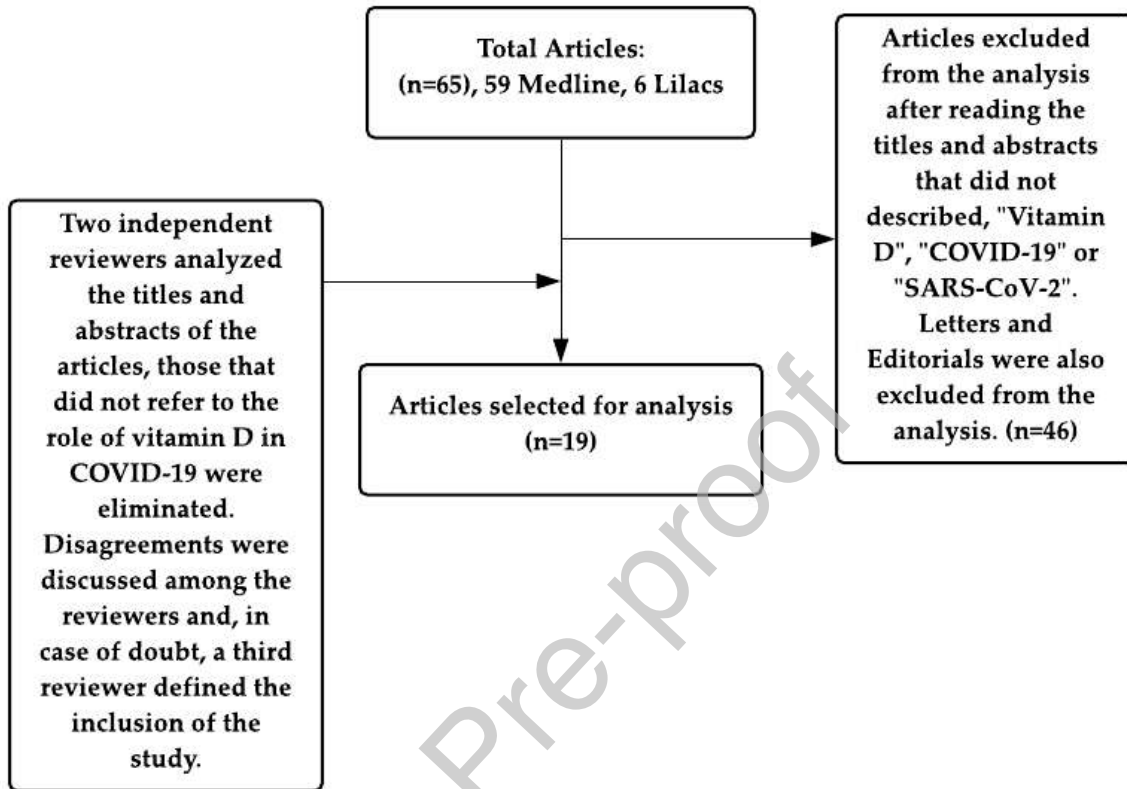 Total Articles:
(n=65), 59 Medline, 6 Lilacs
Articles excluded
from the analysis
after reading the
titles and abstracts
that did not
described, "Vitamin
D", "COVID-19" or
"SARS-CoV-2".
Letters and
Editorials were also
excluded from the
analysis. (n=46)
Two independent
reviewers analyzed
the titles and
abstracts of the
articles, those that
did not refer to the
role of vitamin D in
COVID-19 were
eliminated.
Disagreements were
discussed among the
reviewers and, in
case of doubt, a third
reviewer defined the
inclusion of the
study.
Articles selected for analysis
(n=19)
Pre-proof